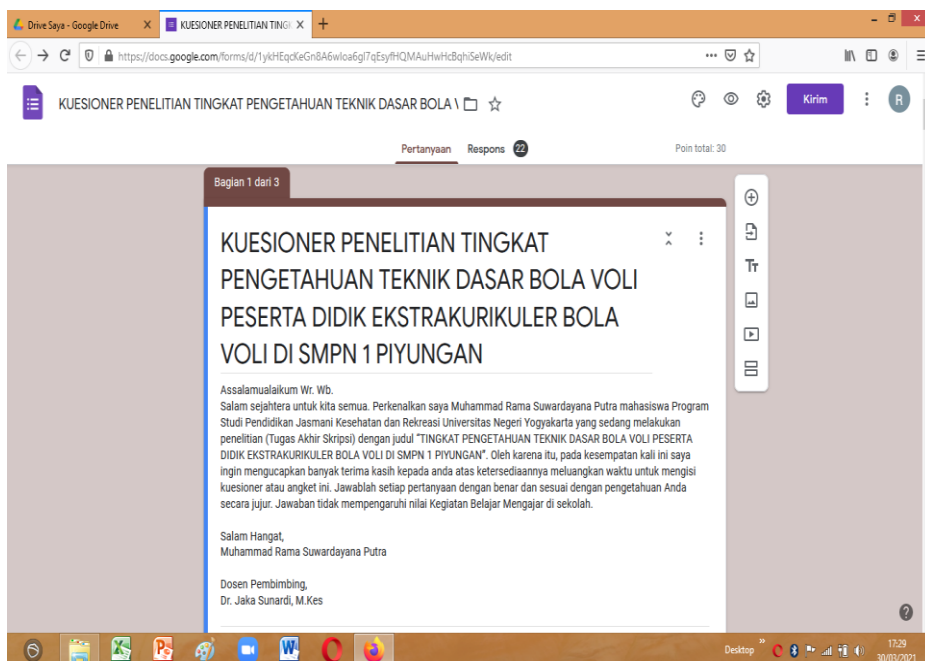 Drive Saya - Google Drive
KUESIONER PENELITIAN TING
https://docs.google.com/forms/d/1ykHEqcKeGn8A6wIoa6gI7qEsyfHQMAuHwHcBqhiSeWk/edit
KUESIONER PENELITIAN TINGKAT PENGETAHUAN TEKNIK DASAR BOLA V
Kirim
R
Pertanyaan
Respons 22
Poin total: 30
Bagian 1 dari 3
KUESIONER PENELITIAN TINGKAT
PENGETAHUAN TEKNIK DASAR BOLA VOLI
PESERTA DIDIK EKSTRAKURIKULER BOLA
VOLI DI SMPN 1 PIYUNGAN
Tт
Assalamualaikum Wr. Wb.
Salam sejahtera untuk kita semua. Perkenalkan saya Muhammad Rama Suwardayana Putra mahasiswa Program
Studi Pendidikan Jasmani Kesehatan dan Rekreasi Universitas Negeri Yogyakarta yang sedang melakukan
penelitian (Tugas Akhir Skripsi) dengan judul “TINGKAT PENGETAHUAN TEKNIK DASAR BOLA VOLI PESERTA
DIDIK EKSTRAKURIKULER BOLA VOLI DI SMPN 1 PIYUNGAN”. Oleh karena itu, pada kesempatan kali ini saya
ingin mengucapkan banyak terima kasih kepada anda atas ketersediaannya meluangkan waktu untuk mengisi
kuesioner atau angket ini. Jawablah setiap pertanyaan dengan benar dan sesuai dengan pengetahuan Anda
secara jujur. Jawaban tidak mempengaruhi nilai Kegiatan Belajar Mengajar di sekolah.
Salam Hangat,
Muhammad Rama Suwardayana Putra
Dosen Pembimbing,
Dr. Jaka Sunardi, M.Kes
Desktop
17:29
30/03/2021